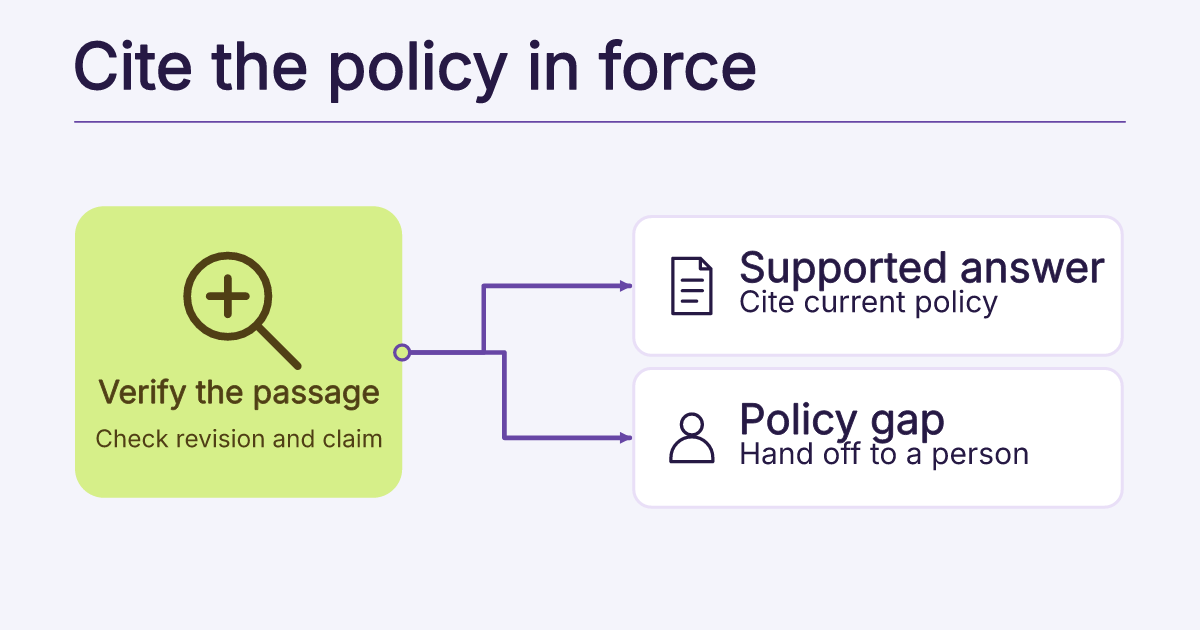 Cite the policy in force
Verify the passage
Check revision and claim
Supported answer
Cite current policy
Policy gap
Hand off to a person